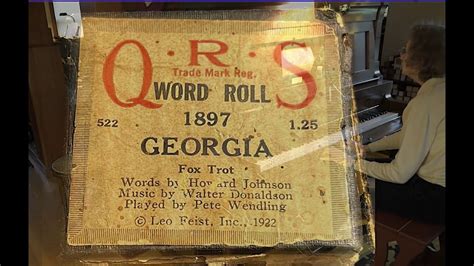 Q·R·S
Trade Mark Reg.
WORD ROLL
522 1897 1.25
GEORGIA
Fox Trot
Words by Howard Johnson
Music by Walter Donaldson
Played by Pete Wendling
© Leo Feist, Inc., 1922